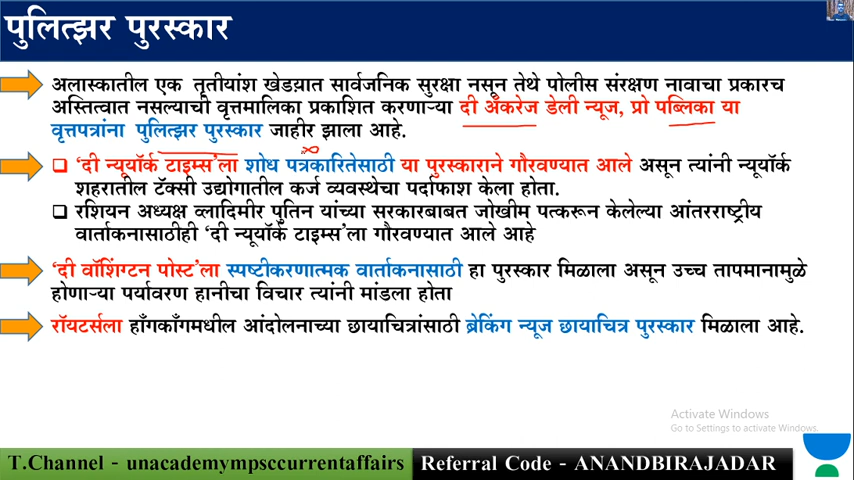 पुलित्झर पुरस्कार
अलास्कातील एक तृतीयांश खेडय़ात सार्वजनिक सुरक्षा नसून तेथे पोलीस संरक्षण नावाचा प्रकारच
अस्तित्वात नसल्याची वृत्तमालिका प्रकाशित करणाऱ्या दी अँकरेज डेली न्यूज, प्रो पब्लिका या
वृत्तपत्रांना पुलित्झर पुरस्कार जाहीर झाला आहे.
'दी न्यूयॉर्क टाइम्स'ला शोध पत्रकारितेसाठी या पुरस्काराने गौरवण्यात आले असून त्यांनी न्यूयॉर्क
शहरातील टॅक्सी उद्योगातील कर्ज व्यवस्थेचा पर्दाफाश केला होता.
रशियन अध्यक्ष व्लादिमीर पुतिन यांच्या सरकारबाबत जोखीम पत्करून केलेल्या आंतरराष्ट्रीय
वार्ताकनासाठीही 'दी न्यूयॉर्क टाइम्स'ला गौरवण्यात आले आहे
'दी वॉशिंग्टन पोस्ट'ला स्पष्टीकरणात्मक वार्ताकनासाठी हा पुरस्कार मिळाला असून उच्च तापमानामुळे
होणाऱ्या पर्यावरण हानीचा विचार त्यांनी मांडला होता
रॉयटर्सला हाँगकाँगमधील आंदोलनाच्या छायाचित्रांसाठी ब्रेकिंग न्यूज छायाचित्र पुरस्कार मिळाला आहे.
Activate Windows
Go to Settings to activate Windows.
T.Channel - unacademympsccurrentaffairs
Referral Code - ANANDBIRAJADAR